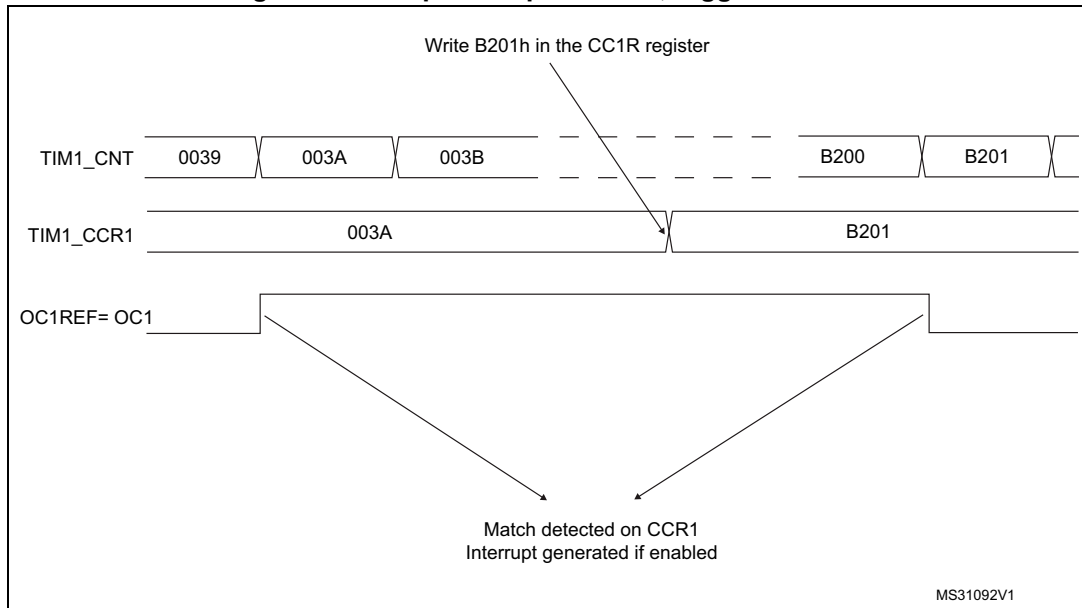 Write B201h in the CC1R register
TIM1_CNT 0039 003A 003B B200 B201
TIM1_CCR1 003A B201
OC1REF= OC1
Match detected on CCR1
Interrupt generated if enabled
MS31092V1